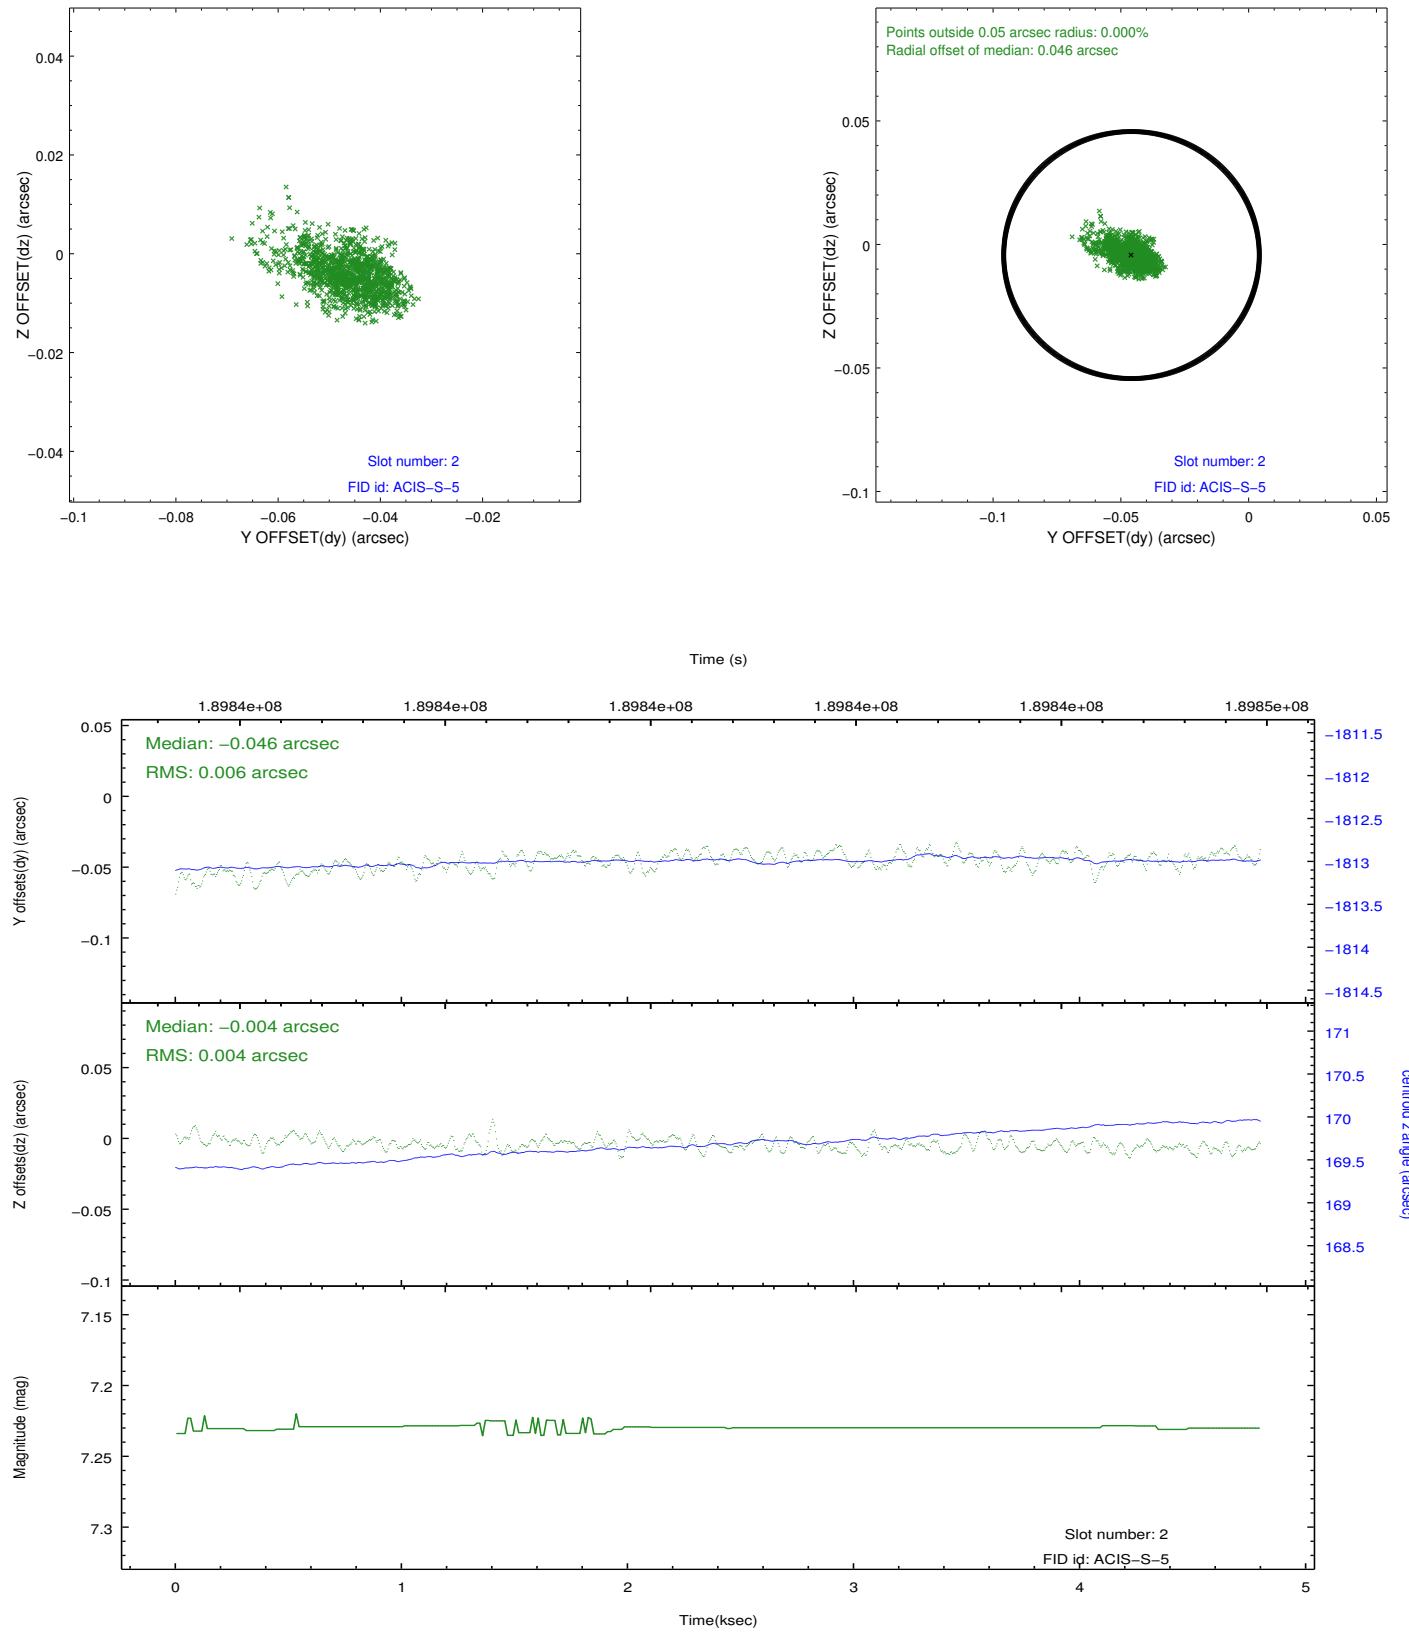 0.04
0.02
0
−0.02
−0.04
Z OFFSET(dz) (arcsec)
Slot number: 2
FID id: ACIS−S−5
−0.1
−0.08
−0.06
−0.04
−0.02
Y OFFSET(dy) (arcsec)
Points outside 0.05 arcsec radius: 0.000%
Radial offset of median: 0.046 arcsec
0.05
0
−0.05
−0.1
Z OFFSET(dz) (arcsec)
Slot number: 2
FID id: ACIS−S−5
−0.1
−0.05
0
0.05
Y OFFSET(dy) (arcsec)
Time (s)
1.8984e+08
1.8984e+08
1.8984e+08
1.8984e+08
1.8984e+08
1.8985e+08
0.05
0
−0.05
−0.1
Y offsets(dy) (arcsec)
Median: −0.046 arcsec
RMS: 0.006 arcsec
−1811.5
−1812
−1812.5
−1813
−1813.5
−1814
−1814.5
0.05
0
−0.05
−0.1
Z offsets(dz) (arcsec)
Median: −0.004 arcsec
RMS: 0.004 arcsec
171
170.5
170
169.5
169
168.5
centroid z angle (arcsec)
7.15
7.2
7.25
7.3
Magnitude (mag)
Slot number: 2
FID id: ACIS−S−5
0
1
2
3
4
5
Time(ksec)